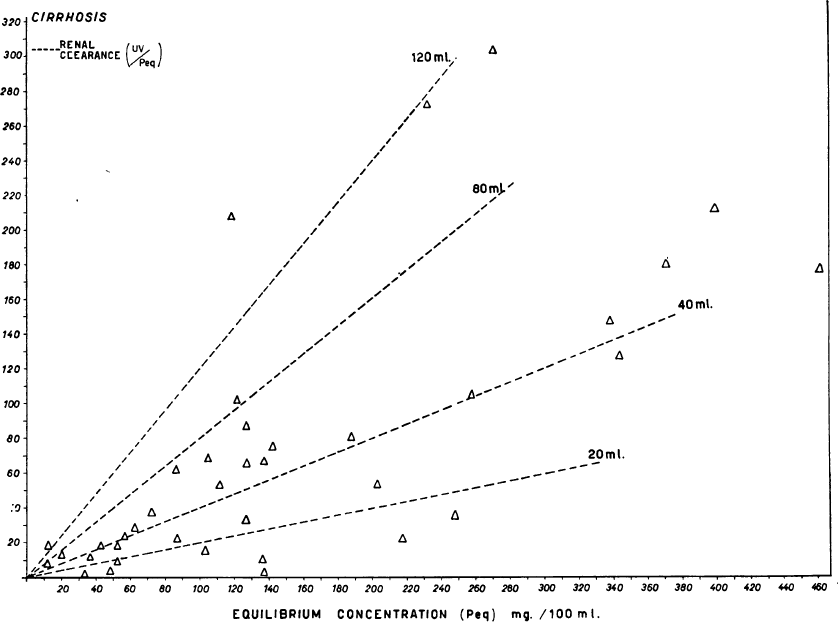 CIRRHOSIS
RENAL
CCEARANCE (UV/Peq)
320
300
280
260
240
220
200
180
160
140
120
100
80
60
20
120 ml.
80 ml.
40 ml.
20 ml.
20 40 60 80 100 120 140 160 180 200 220 240 260 280 300 320 340 360 380 400 420 440 460
EQUILIBRIUM CONCENTRATION (Peq) mg./100 ml.